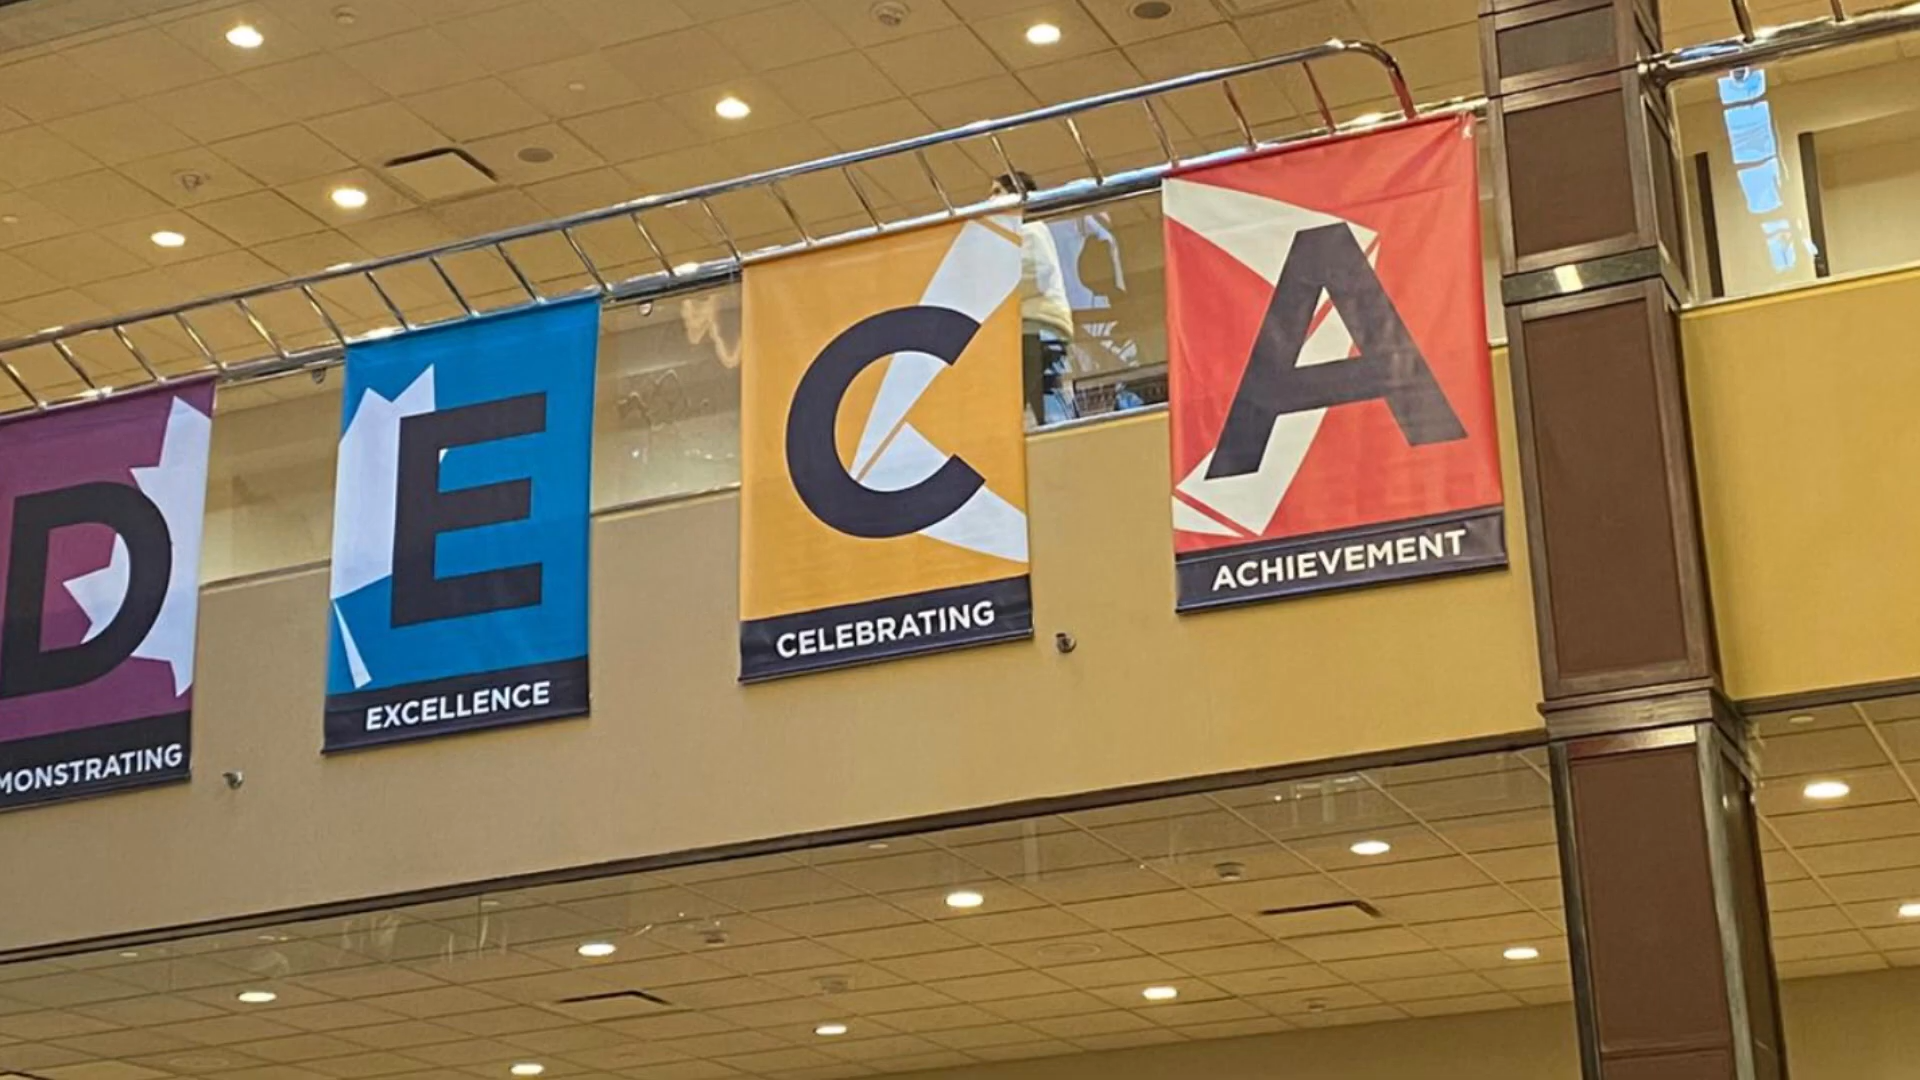 D
MONSTRATING
E
EXCELLENCE
C
CELEBRATING
A
ACHIEVEMENT